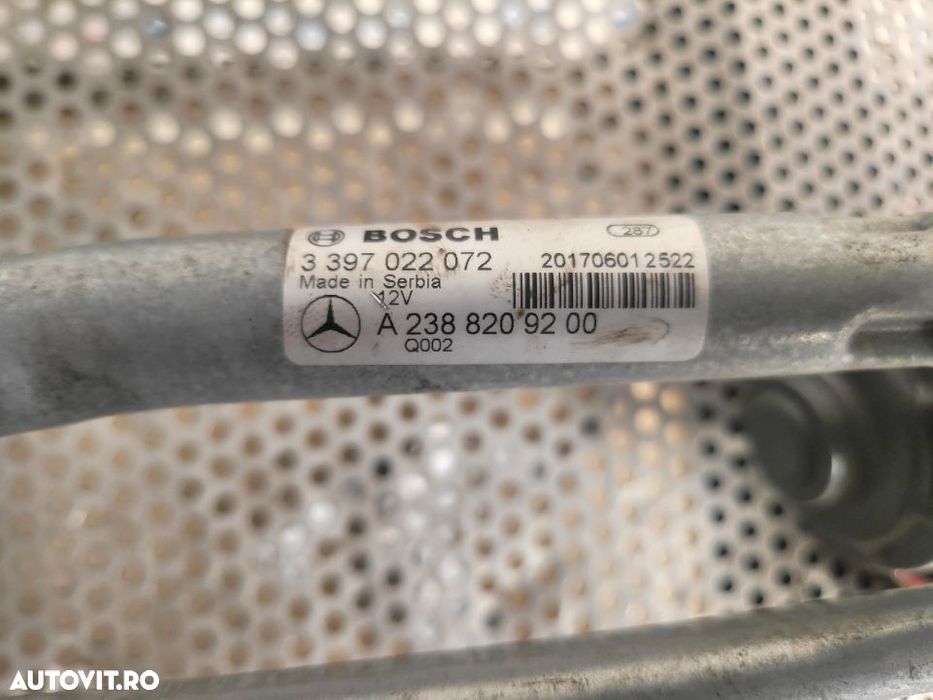 BOSCH
287
3 397 022 072
201706012522
Made in Serbia
12V
A 238 820 92 00
Q002
AUTOVIT.RO